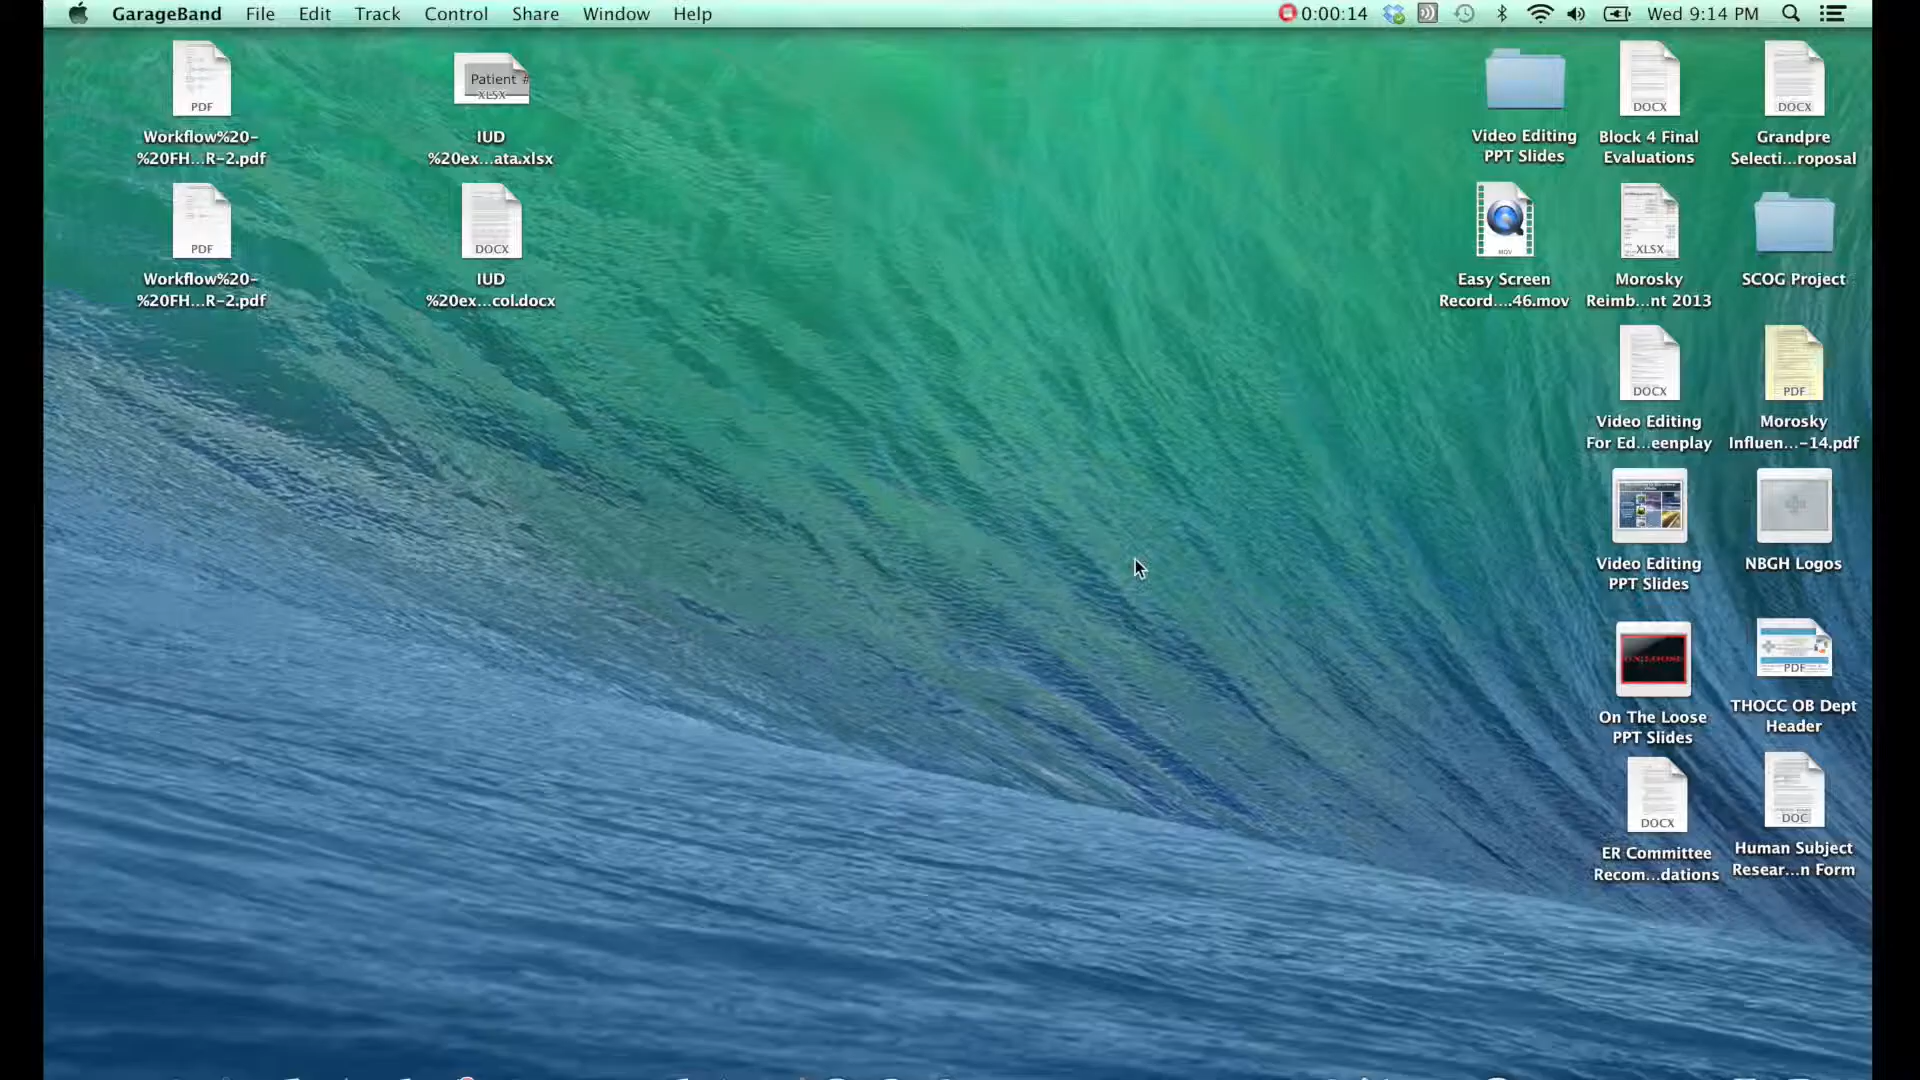 GarageBand File Edit Track Control Share Window Help 0:00:14 Wed 9:14 PM
PDF
Workflow%20-
%20FH...R-2.pdf
Patient #
XLSX
IUD
%20ex...ata.xlsx
Video Editing
PPT Slides
DOCX
Block 4 Final
Evaluations
DOCX
Grandpre
Selecti...roposal
PDF
Workflow%20-
%20FH...R-2.pdf
DOCX
IUD
%20ex...col.docx
MOV
Easy Screen
Record....46.mov
XLSX
Morosky
Reimb...nt 2013
SCOG Project
DOCX
Video Editing
For Ed...eenplay
PDF
Morosky
Influen...-14.pdf
Video Editing
PPT Slides
NBGH Logos
ON THE LOOSE
On The Loose
PPT Slides
PDF
THOCC OB Dept
Header
DOCX
ER Committee
Recom...dations
DOC
Human Subject
Resear...n Form